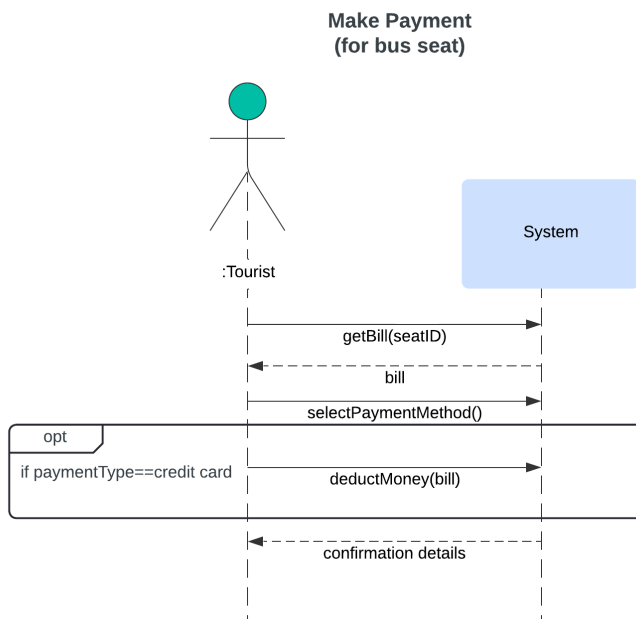 Make Payment
(for bus seat)
System
:Tourist
getBill(seatID)
bill
selectPaymentMethod()
opt
if paymentType==credit card
deductMoney(bill)
confirmation details